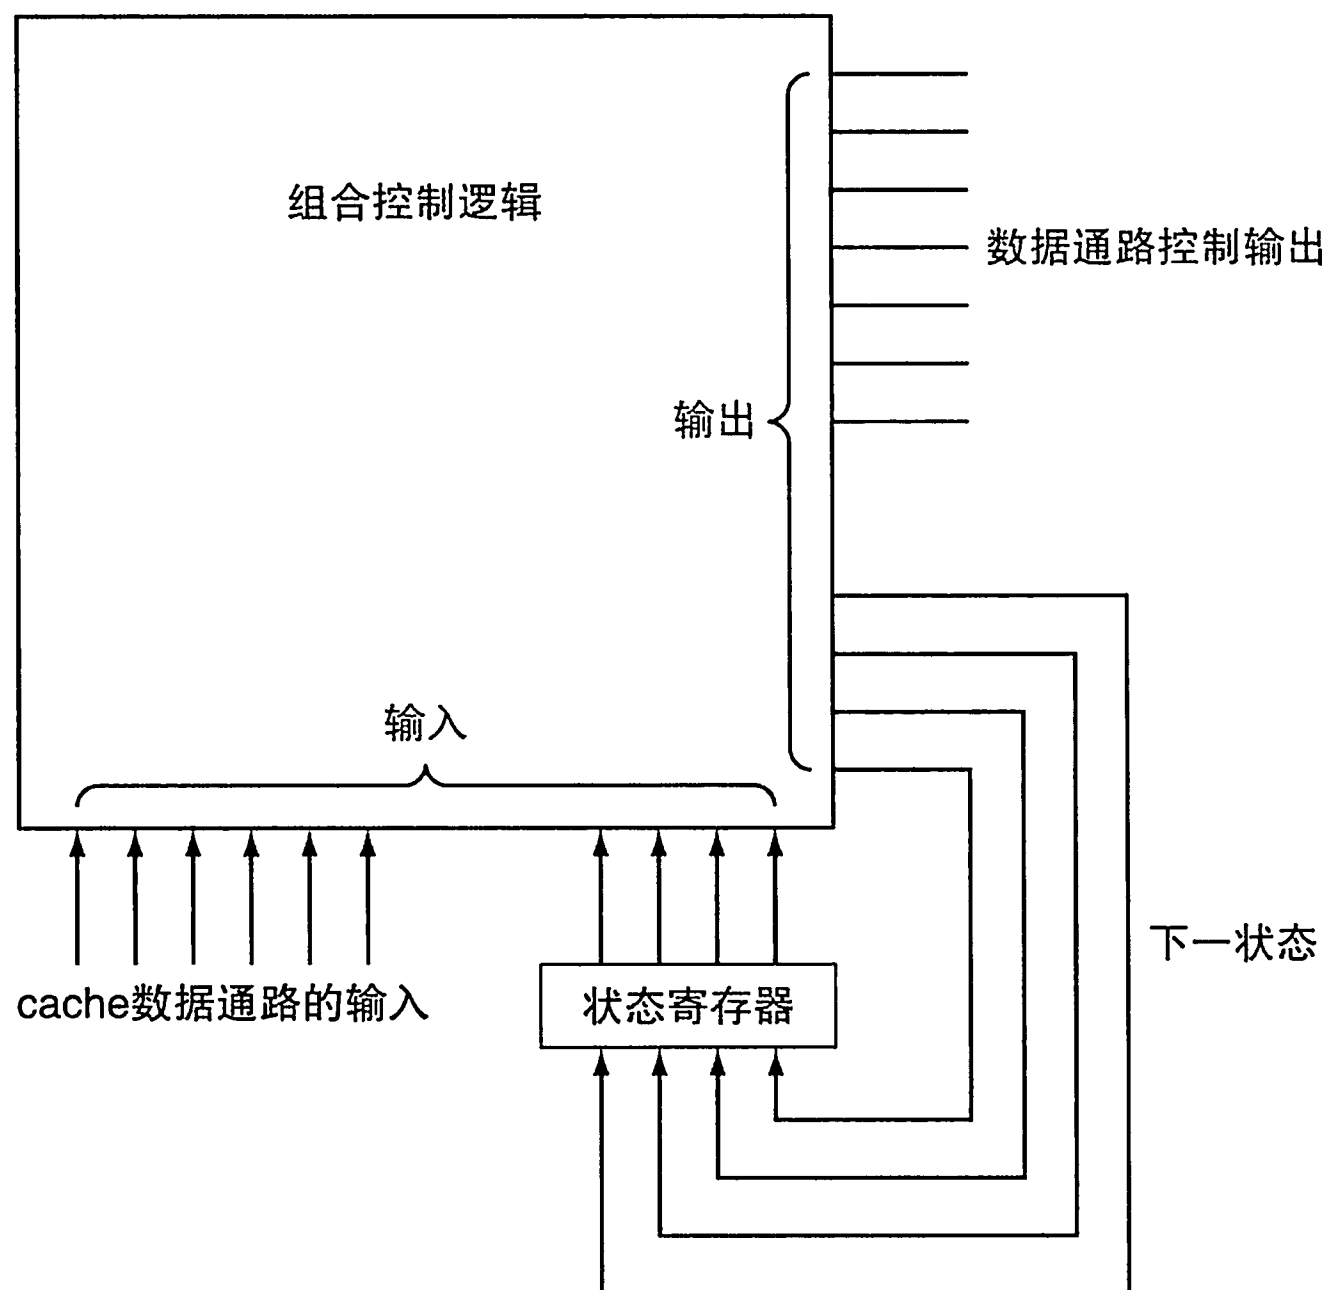 组合控制逻辑
数据通路控制输出
输出
输入
下一状态
cache数据通路的输入
状态寄存器